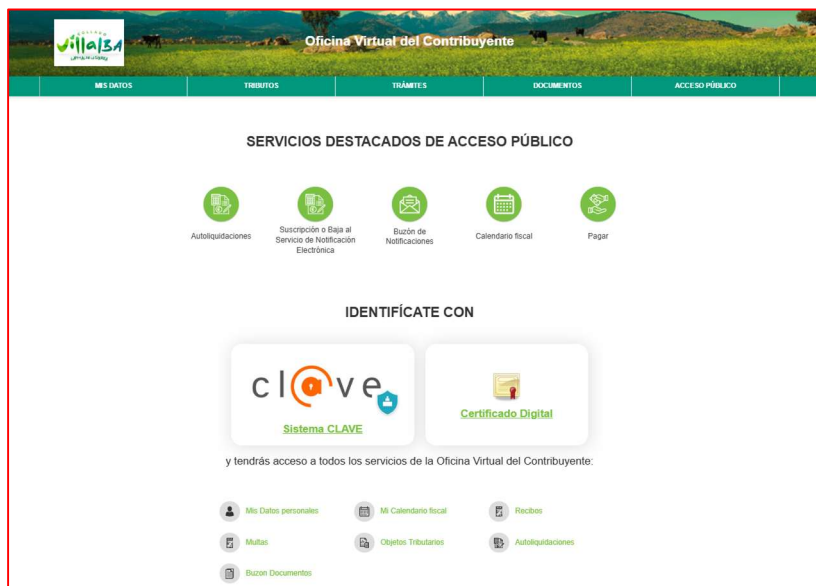 Villalba
Oficina Virtual del Contribuyente
MIS DATOS
TRIBUTOS
TRÁMITES
DOCUMENTOS
ACCESO PÚBLICO
SERVICIOS DESTACADOS DE ACCESO PÚBLICO
Autoliquidaciones
Suscripción o Baja al
Servicio de Notificación
Electrónica
Buzón de
Notificaciones
Calendario fiscal
Pagar
IDENTIFÍCATE CON
cl@ve
Sistema CLAVE
Certificado Digital
y tendrás acceso a todos los servicios de la Oficina Virtual del Contribuyente:
Mis Datos personales
Mi Calendario fiscal
Recibos
Multas
Objetos Tributarios
Autoliquidaciones
Buzon Documentos